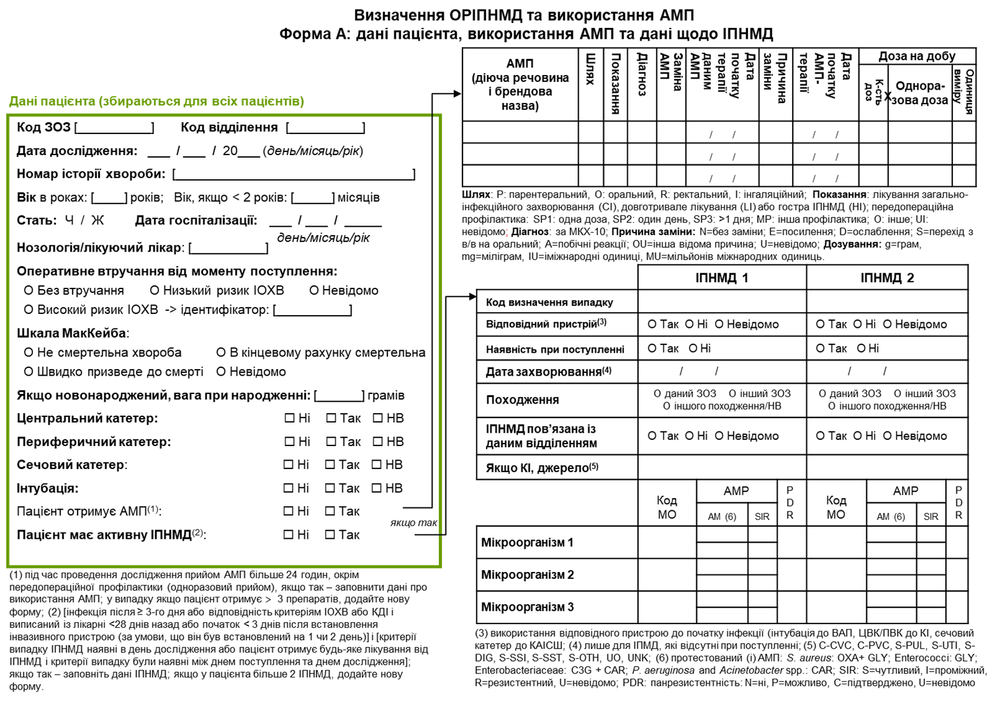 Визначення ОРІПНМД та використання АМП
Форма А: дані пацієнта, використання АМП та дані щодо ІПНМД
Дані пацієнта (збираються для всіх пацієнтів)
Код ЗОЗ [__________] Код відділення [__________]
Дата дослідження: ___ / ___ / 20___ (день/місяць/рік)
Номар історії хвороби: [________________________________]
Вік в роках: [____] років; Вік, якщо < 2 років: [_____] місяців
Стать: Ч / Ж Дата госпіталізації: ___ / ___ / _____
день/місяць/рік
Нозологія/лікуючий лікар: [__________]
Оперативне втручання від моменту поступлення:
O Без втручання O Низький ризик ІОХВ O Невідомо
O Високий ризик ІОХВ -> ідентифікатор: [__________]
Шкала МакКейба:
O Не смертельна хвороба O В кінцевому рахунку смертельна
O Швидко призведе до смерті O Невідомо
Якщо новонароджений, вага при народженні: [______] грамів
Центральний катетер: ☐ Ні ☐ Так ☐ НВ
Периферичний катетер: ☐ Ні ☐ Так ☐ НВ
Сечовий катетер: ☐ Ні ☐ Так ☐ НВ
Інтубація: ☐ Ні ☐ Так ☐ НВ
Пацієнт отримує АМП(1): ☐ Ні ☐ Так
якщо так
Пацієнт має активну ІПНМД(2): ☐ Ні ☐ Так
(1) під час проведення дослідження прийом АМП більше 24 годин, окрім
передопераційної профілактики (одноразовий прийом), якщо так – заповнити дані про
використання АМП; у випадку якщо пацієнт отримує > 3 препаратів, додайте нову
форму; (2) [інфекція після ≥ 3-го дня або відповідність критеріям ІОХВ або КДІ і
виписаний із лікарні <28 днів назад або початок < 3 днів після встановлення
інвазивного пристрою (за умови, що він був встановлений на 1 чи 2 день)] і [критерії
випадку ІПНМД наявні в день дослідження або пацієнт отримує будь-яке лікування від
ІПНМД і критерії випадку були наявні між днем поступлення та днем дослідження];
якщо так – заповніть дані ІПНМД; якщо у пацієнта більше 2 ІПНМД, додайте нову
форму.
АМП
(діюча речовина
і брендова
назва)
Шлях
Показання
Діагноз
Заміна
АМП
Дата
початку
терапії
даним
АМП
Причина
заміни
Дата
початку
АМП-
терапії
Доза на добу
К-сть
доз
X
Однора-
зова доза
Одиниця
виміру
/ / / /
/ / / /
/ / / /
Шлях: P: парентеральний, O: оральний, R: ректальний, I: інгаляційний; Показання: лікування загально-
інфекційного захворювання (CI), довготривале лікування (LI) або гостра ІПНМД (HI); передопераційна
профілактика: SP1: одна доза, SP2: один день, SP3: >1 дня; MP: інша профілактика; O: інше; UI:
невідомо; Діагноз: за МКХ-10; Причина заміни: N=без заміни; E=посилення; D=ослаблення; S=перехід з
в/в на оральний; A=побічні реакції; OU=інша відома причина; U=невідомо; Дозування: g=грам,
mg=міліграм, IU=іміжнародні одиниці, MU=мільйонів міжнародних одиниць.
ІПНМД 1 ІПНМД 2
Код визначення випадку
Відповідний пристрій(3) O Так O Ні O Невідомо O Так O Ні O Невідомо
Наявність при поступленні O Так O Ні O Так O Ні
Дата захворювання(4) / / / /
Походження
O даний ЗОЗ O інший ЗОЗ O даний ЗОЗ O інший ЗОЗ
O іншого походження/НВ O іншого походження/НВ
ІПНМД пов’язана із
даним відділенням
O Так O Ні O Невідомо O Так O Ні O Невідомо
Якщо КІ, джерело(5)
Код
МО
АМР
AM (6) SIR
P
D
R
Код
МО
АМР
AM (6) SIR
P
D
R
Мікроорганізм 1
Мікроорганізм 2
Мікроорганізм 3
(3) використання відповідного пристрою до початку інфекції (інтубація до ВАП, ЦВК/ПВК до КІ, сечовий
катетер до КАІСШ; (4) лише для ІПМД, які відсутні при поступленні; (5) C-CVC, C-PVC, S-PUL, S-UTI, S-
DIG, S-SSI, S-SST, S-OTH, UO, UNK; (6) протестований (і) АМП: S. aureus: OXA+ GLY; Enterococci: GLY;
Enterobacteriaceae: C3G + CAR; P. aeruginosa and Acinetobacter spp.: CAR; SIR: S=чутливий, I=проміжний,
R=резистентний, U=невідомо; PDR: панрезистентність: N=ні, P=можливо, C=підтверджено, U=невідомо